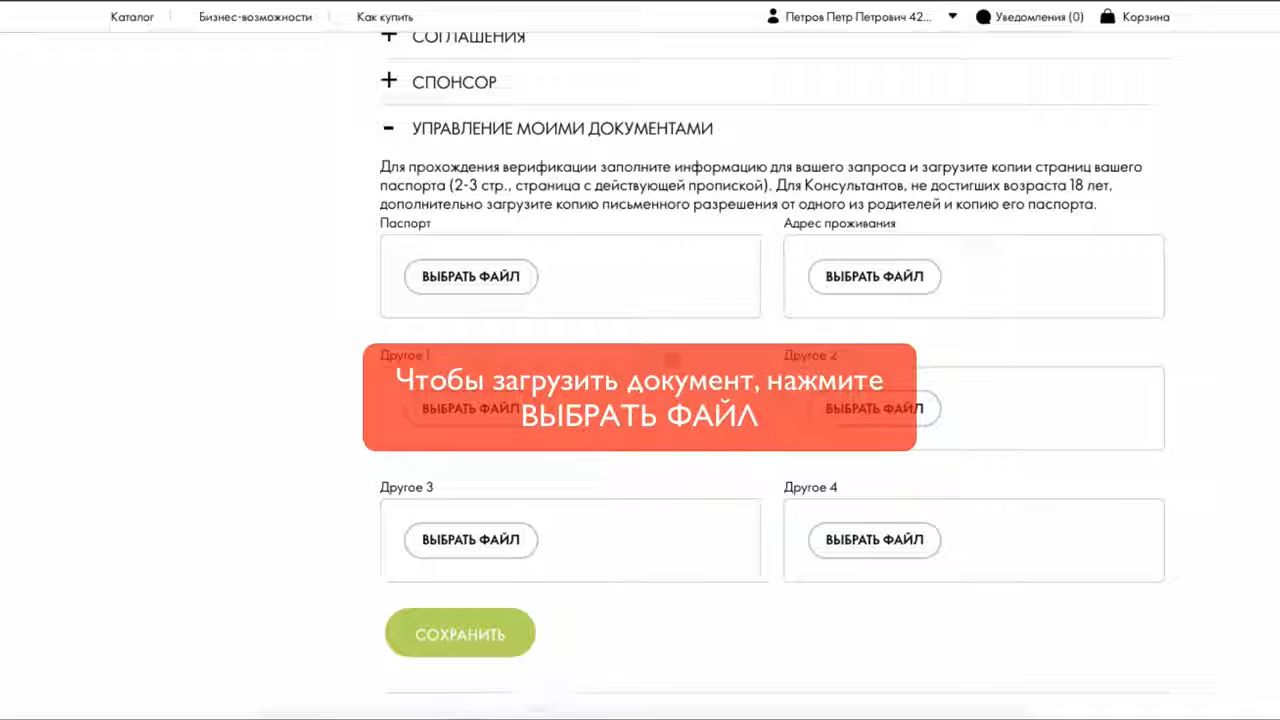 Каталог
Бизнес-возможности
Как купить
Петров Петр Петрович 42...
Уведомления (0)
Корзина
+ СОГЛАШЕНИЯ
+ СПОНСОР
- УПРАВЛЕНИЕ МОИМИ ДОКУМЕНТАМИ
Для прохождения верификации заполните информацию для вашего запроса и загрузите копии страниц вашего
паспорта (2-3 стр., страница с действующей пропиской). Для Консультантов, не достигших возраста 18 лет,
дополнительно загрузите копию письменного разрешения от одного из родителей и копию его паспорта.
Паспорт
Адрес проживания
ВЫБРАТЬ ФАЙЛ
ВЫБРАТЬ ФАЙЛ
Другое 1
Другое 2
Чтобы загрузить документ, нажмите
ВЫБРАТЬ ФАЙЛ
ВЫБРАТЬ ФАЙЛ
ВЫБРАТЬ ФАЙЛ
Другое 3
Другое 4
ВЫБРАТЬ ФАЙЛ
ВЫБРАТЬ ФАЙЛ
СОХРАНИТЬ